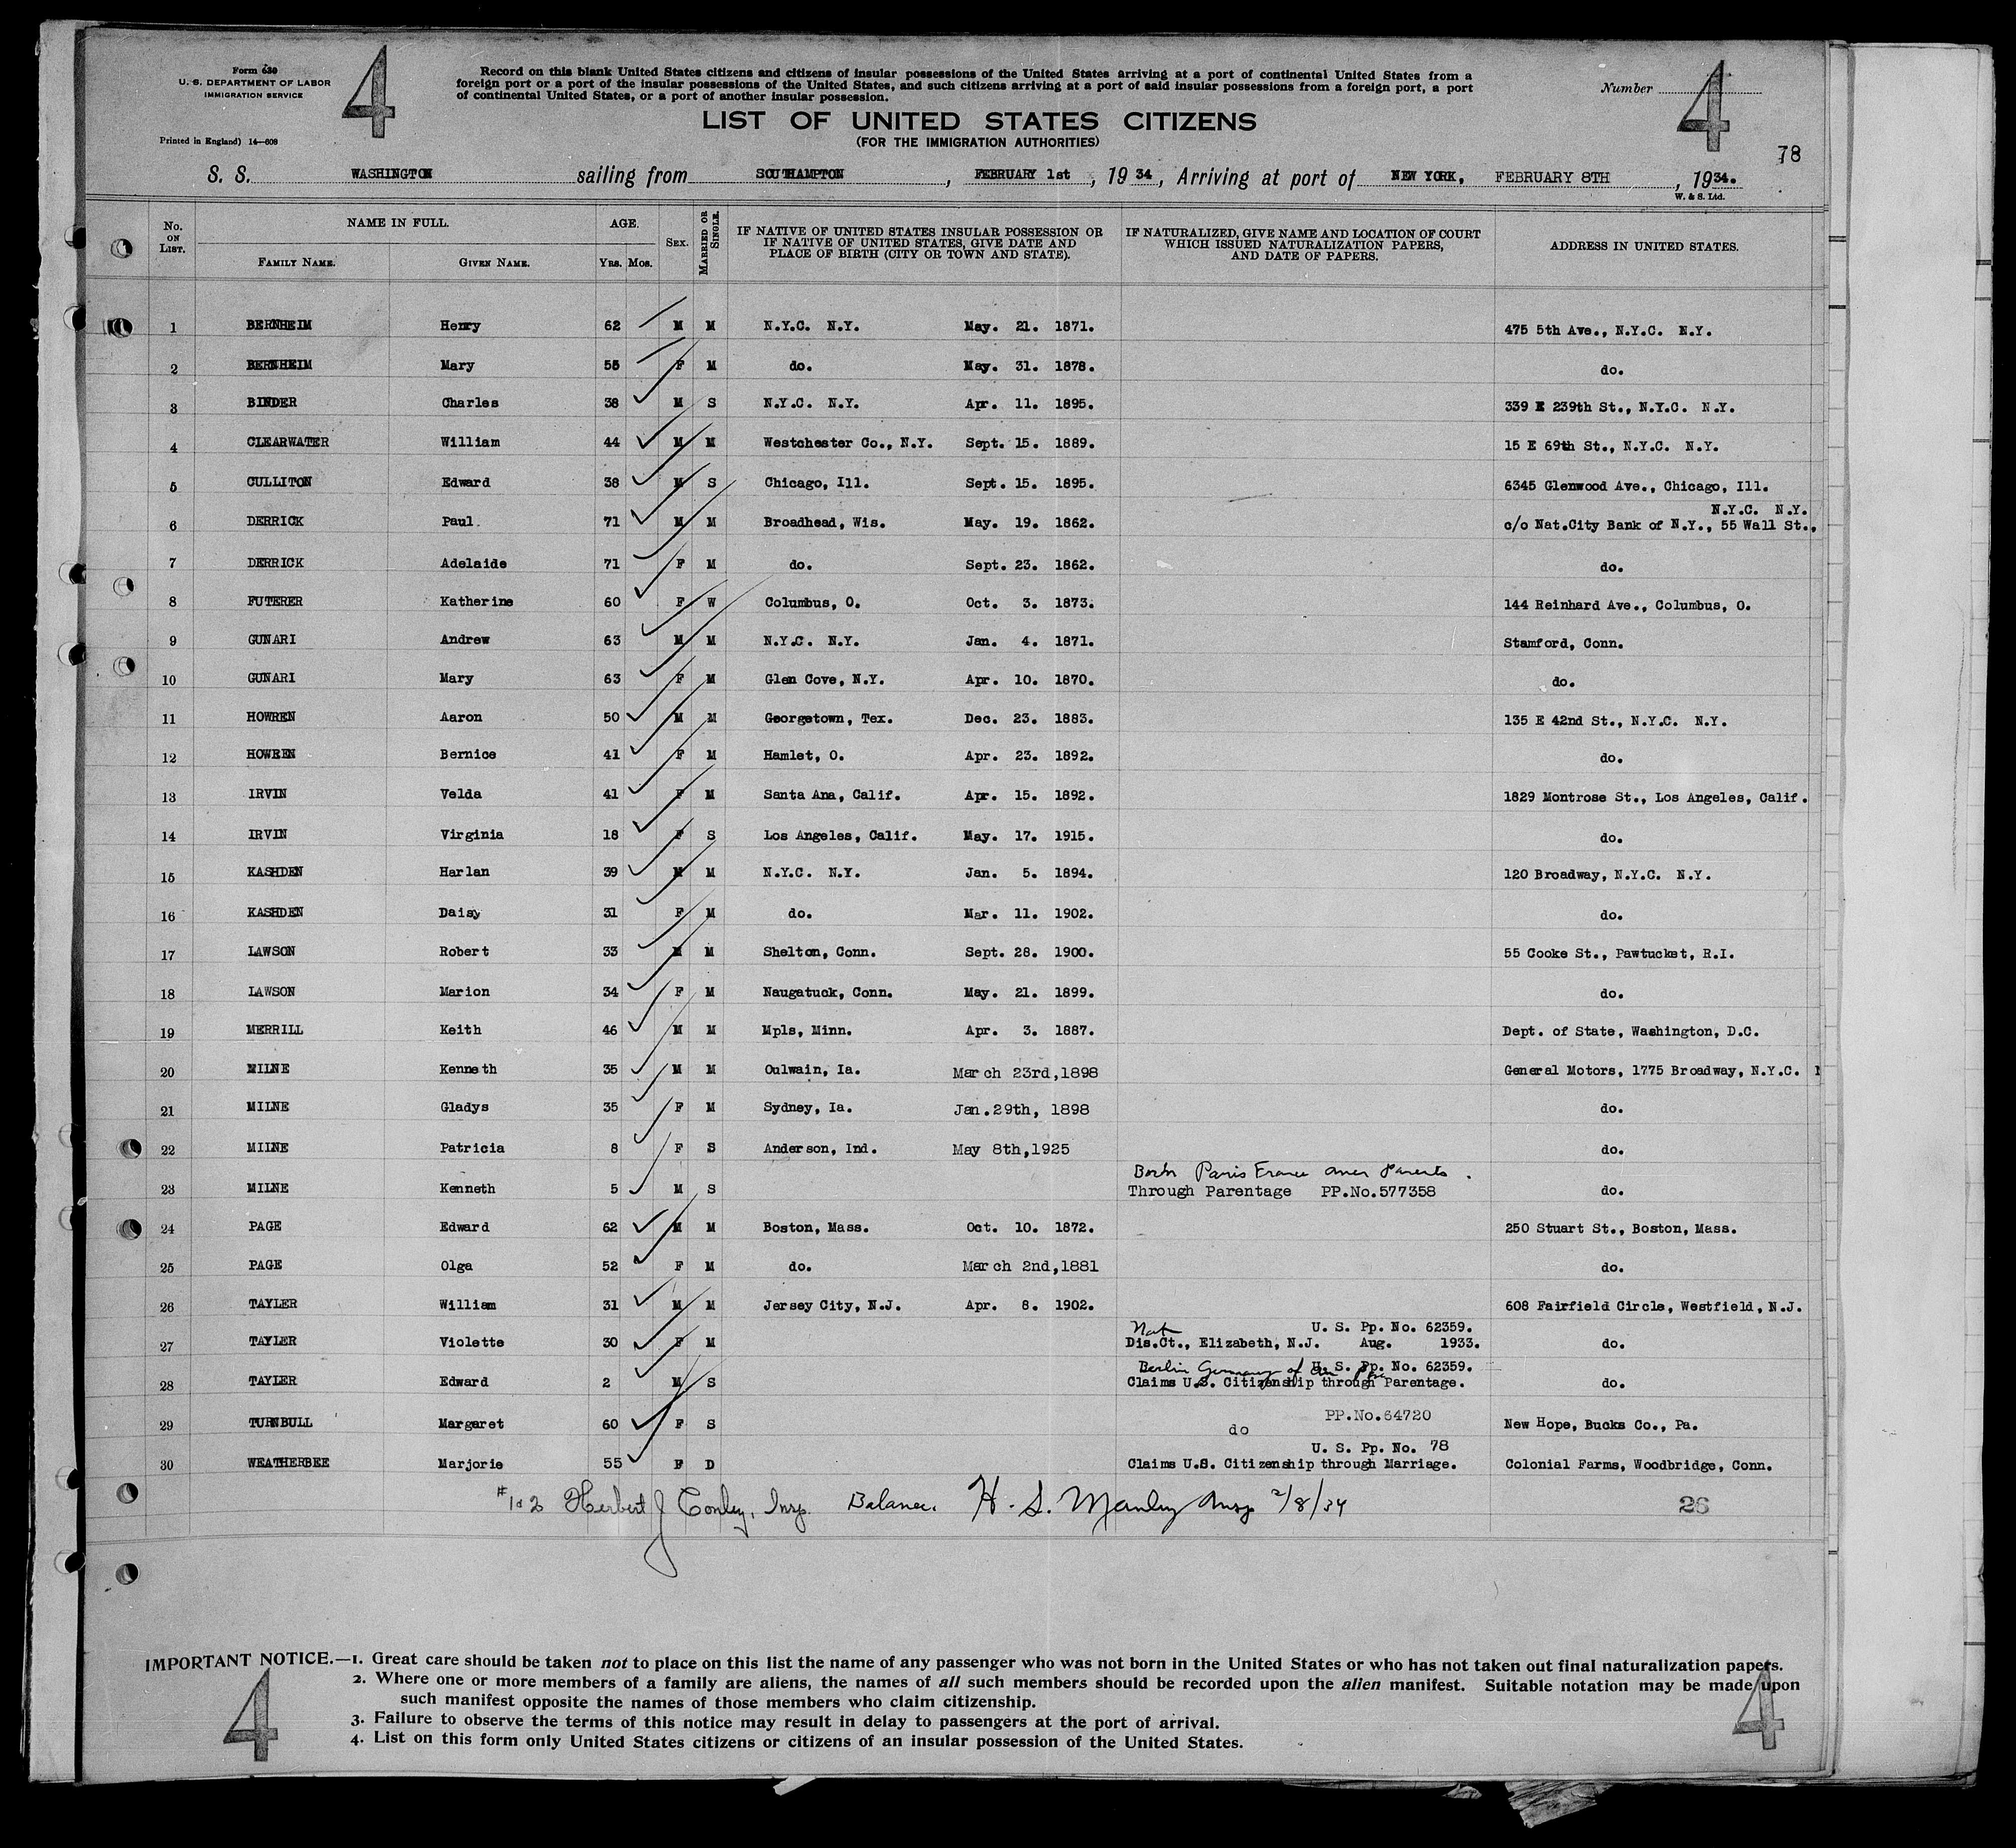 4
4
Form 630
U. S. DEPARTMENT OF LABOR
IMMIGRATION SERVICE
Printed in England) 14—608
Record on this blank United States citizens and citizens of insular possessions of the United States arriving at a port of continental United States from a
foreign port or a port of the insular possessions of the United States, and such citizens arriving at a port of said insular possessions from a foreign port, a port
of continental United States, or a port of another insular possession.
Number
LIST OF UNITED STATES CITIZENS
(FOR THE IMMIGRATION AUTHORITIES)
78
S. S. WASHINGTON sailing from SOUTHAMPTON, FEBRUARY 1st, 19 34, Arriving at port of NEW YORK, FEBRUARY 8TH, 19 34.
W. & S. Ltd.
No. ON LIST. NAME IN FULL. FAMILY NAME. GIVEN NAME. AGE. YRS. MOS. SEX. MARRIED OR SINGLE. IF NATIVE OF UNITED STATES INSULAR POSSESSION OR IF NATIVE OF UNITED STATES, GIVE DATE AND PLACE OF BIRTH (CITY OR TOWN AND STATE). IF NATURALIZED, GIVE NAME AND LOCATION OF COURT WHICH ISSUED NATURALIZATION PAPERS, AND DATE OF PAPERS. ADDRESS IN UNITED STATES.
1 BERNHEIM Henry 62 M M N.Y.C. N.Y. May. 21. 1871. 475 5th Ave., N.Y.C. N.Y.
2 BERNHEIM Mary 55 F M do. May. 31. 1878. do.
3 BINDER Charles 38 M S N.Y.C. N.Y. Apr. 11. 1895. 339 E 239th St., N.Y.C. N.Y.
4 CLEARWATER William 44 M M Westchester Co., N.Y. Sept. 15. 1889. 15 E 69th St., N.Y.C. N.Y.
5 CULLITON Edward 38 M S Chicago, Ill. Sept. 15. 1895. 6345 Glenwood Ave., Chicago, Ill.
N.Y.C. N.Y.
6 DERRICK Paul. 71 M M Broadhead, Wis. May. 19. 1862. c/o Nat.City Bank of N.Y., 55 Wall St.,
7 DERRICK Adelaide 71 F M do. Sept. 23. 1862. do.
8 FUTERER Katherine 60 F W Columbus, O. Oct. 3. 1873. 144 Reinhard Ave., Columbus, O.
9 GUNARI Andrew 63 M M N.Y.C. N.Y. Jan. 4. 1871. Stamford, Conn.
10 GUNARI Mary 63 F M Glen Cove, N.Y. Apr. 10. 1870. do.
11 HOWREN Aaron 50 M M Georgetown, Tex. Dec. 23. 1883. 135 E 42nd St., N.Y.C. N.Y.
12 HOWREN Bernice 41 F M Hamlet, O. Apr. 23. 1892. do.
13 IRVIN Velda 41 F M Santa Ana, Calif. Apr. 15. 1892. 1829 Montrose St., Los Angeles, Calif.
14 IRVIN Virginia 18 F S Los Angeles, Calif. May. 17. 1915. do.
15 KASHDEN Harlan 39 M M N.Y.C. N.Y. Jan. 5. 1894. 120 Broadway, N.Y.C. N.Y.
16 KASHDEN Daisy 31 F M do. Mar. 11. 1902. do.
17 LAWSON Robert 33 M M Shelton, Conn. Sept. 28. 1900. 55 Cooke St., Pawtucket, R.I.
18 LAWSON Marion 34 F M Naugatuck, Conn. May. 21. 1899. do.
19 MERRILL Keith 46 M M Mpls, Minn. Apr. 3. 1887. Dept. of State, Washington, D.C.
20 MILNE Kenneth 35 M M Oulwain, Ia. March 23rd,1898 General Motors, 1775 Broadway, N.Y.C.
21 MILNE Gladys 35 F M Sydney, Ia. Jan.29th, 1898 do.
22 MILNE Patricia 8 F S Anderson, Ind. May 8th,1925 do.
Born Paris France Amer Parents.
23 MILNE Kenneth 5 M S Through Parentage PP.No.577358 do.
24 PAGE Edward 62 M M Boston, Mass. Oct. 10. 1872. 250 Stuart St., Boston, Mass.
25 PAGE Olga 52 F M do. March 2nd,1881 do.
26 TAYLER William 31 M M Jersey City, N.J. Apr. 8. 1902. 608 Fairfield Circle, Westfield, N.J.
Nat U. S. Pp. No. 62359.
27 TAYLER Violette 30 F M Dis.Ct., Elizabeth, N.J. Aug. 1933. do.
Berlin Germany of U. S. Pp. No. 62359.
28 TAYLER Edward 2 M S Claims U.S. Citizenship through Parentage. do.
PP.No.64720
29 TURNBULL Margaret 60 F S do New Hope, Bucks Co., Pa.
U. S. Pp. No. 78
30 WEATHERBEE Marjorie 55 F D Claims U.S. Citizenship through Marriage. Colonial Farms, Woodbridge, Conn.
#1&2 Herbert J Conley, Insp. Balance. H. S. Manley Insp 2/8/34
26
IMPORTANT NOTICE.—1. Great care should be taken not to place on this list the name of any passenger who was not born in the United States or who has not taken out final naturalization papers.
2. Where one or more members of a family are aliens, the names of all such members should be recorded upon the alien manifest. Suitable notation may be made upon
such manifest opposite the names of those members who claim citizenship.
3. Failure to observe the terms of this notice may result in delay to passengers at the port of arrival.
4. List on this form only United States citizens or citizens of an insular possession of the United States.
4
4